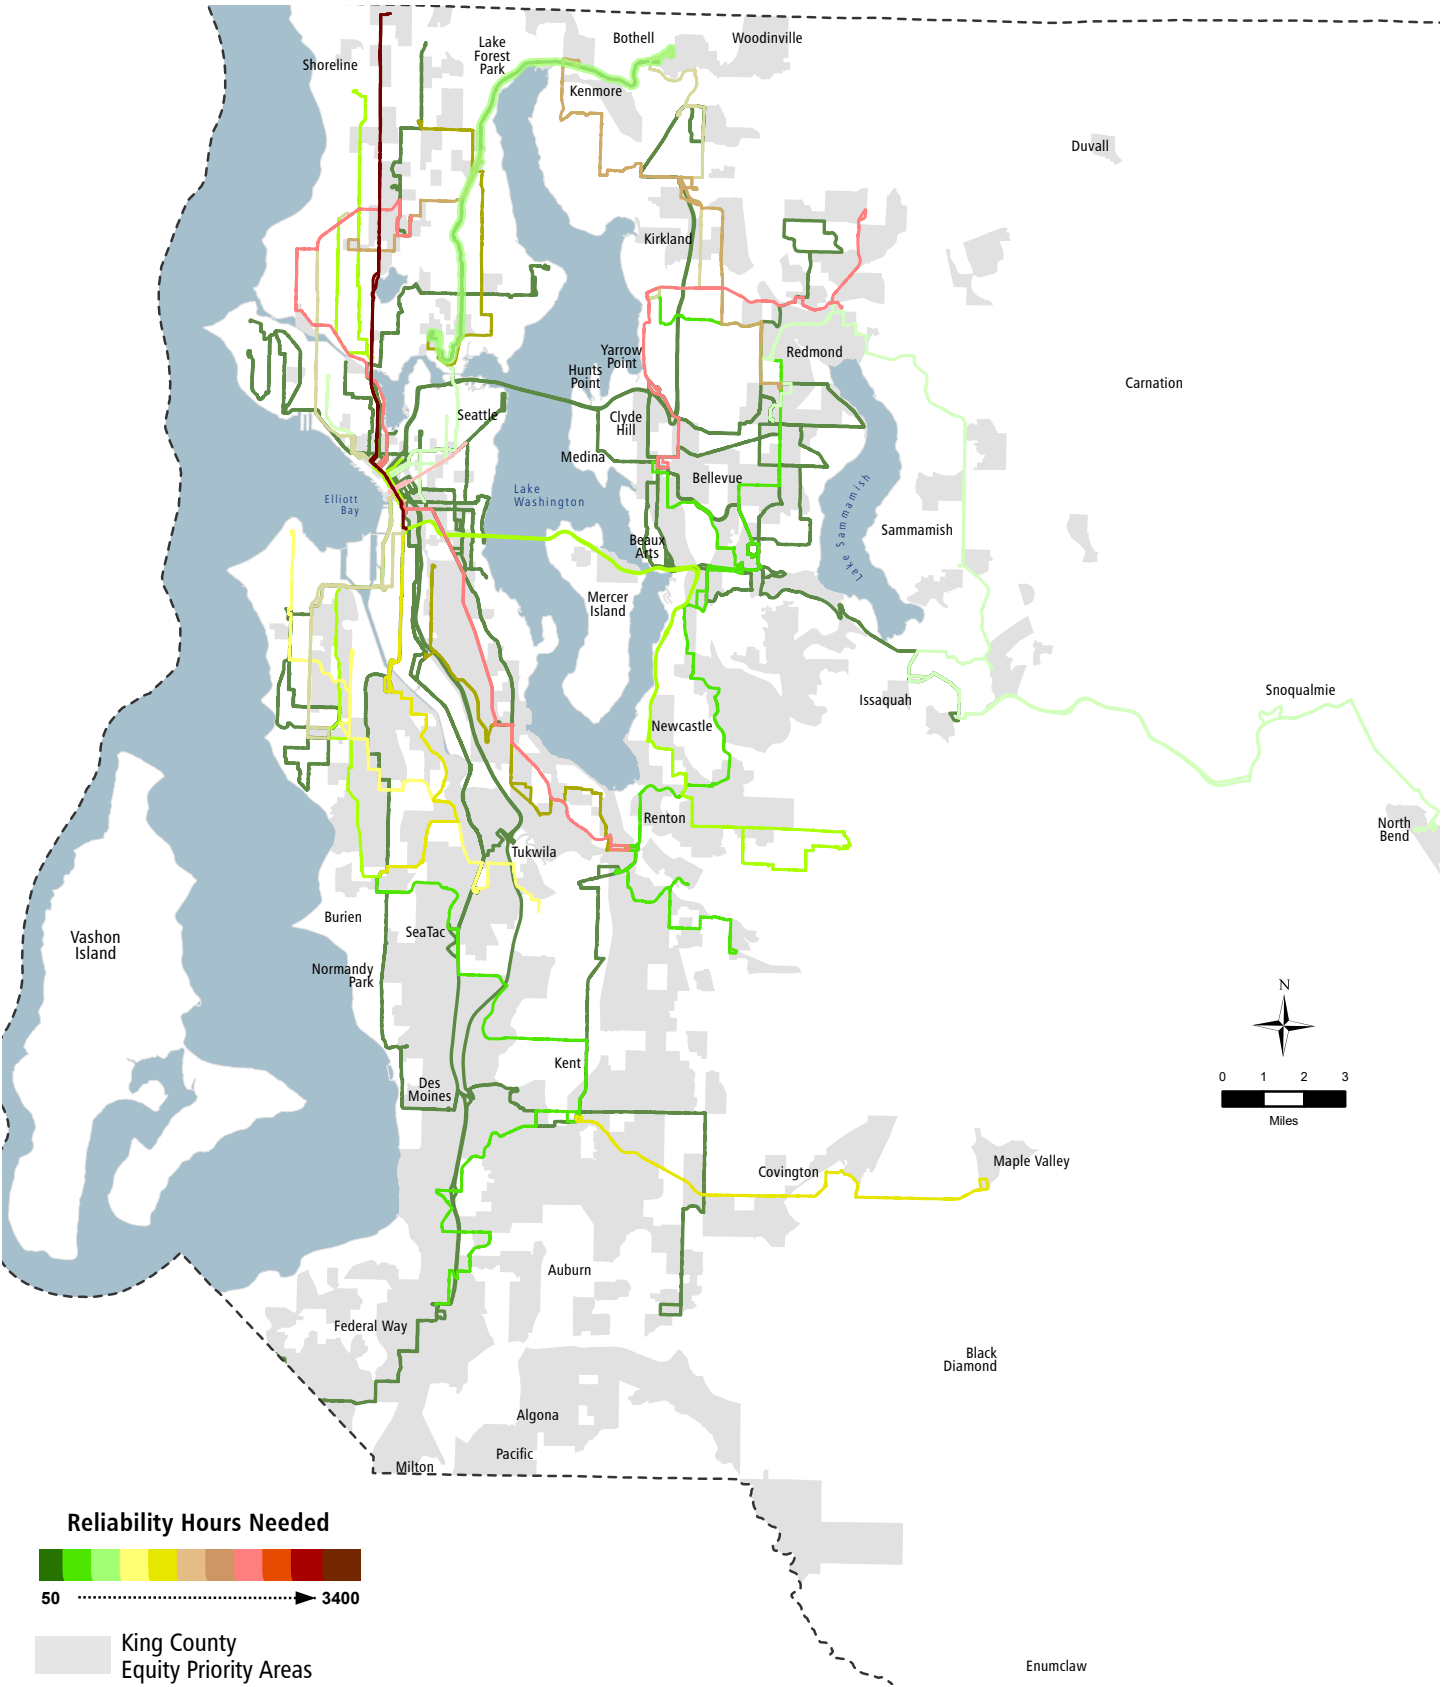 Bothell
Woodinville
Lake
Forest
Park
Shoreline
Kenmore
Duvall
Kirkland
Yarrow
Point
Redmond
Hunts
Point
Carnation
Seattle
Clyde
Hill
Medina
Bellevue
Elliott
Bay
Lake
Washington
Lake Sammamish
Sammamish
Beaux
Arts
Mercer
Island
Snoqualmie
Issaquah
Newcastle
Renton
North
Bend
Tukwila
Burien
SeaTac
Vashon
Island
Normandy
Park
N
Kent
0 1 2 3
Miles
Des
Moines
Maple Valley
Covington
Auburn
Federal Way
Black
Diamond
Algona
Pacific
Milton
Reliability Hours Needed
50 3400
King County
Equity Priority Areas
Enumclaw